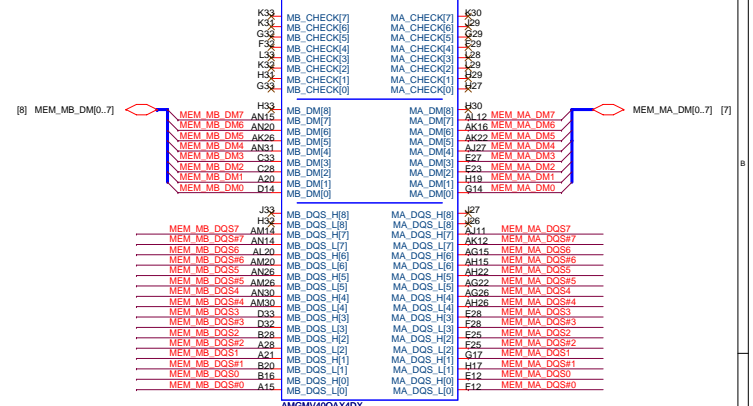 K33 MB_CHECK[7] MA_CHECK[7] K30
K31 MB_CHECK[6] MA_CHECK[6] J29
G32 MB_CHECK[5] MA_CHECK[5] G29
F32 MB_CHECK[4] MA_CHECK[4] F29
L33 MB_CHECK[3] MA_CHECK[3] L28
K32 MB_CHECK[2] MA_CHECK[2] L29
H31 MB_CHECK[1] MA_CHECK[1] H29
G33 MB_CHECK[0] MA_CHECK[0] H27
[8] MEM_MB_DM[0..7] H33 MB_DM[8] MA_DM[8] H30 MEM_MA_DM[0..7] [7]
MEM_MB_DM7 AN15 MB_DM[7] MA_DM[7] AL12 MEM_MA_DM7
MEM_MB_DM6 AN20 MB_DM[6] MA_DM[6] AK16 MEM_MA_DM6
MEM_MB_DM5 AK26 MB_DM[5] MA_DM[5] AK22 MEM_MA_DM5
MEM_MB_DM4 AN31 MB_DM[4] MA_DM[4] AJ27 MEM_MA_DM4
MEM_MB_DM3 C33 MB_DM[3] MA_DM[3] E27 MEM_MA_DM3
MEM_MB_DM2 C28 MB_DM[2] MA_DM[2] E23 MEM_MA_DM2
MEM_MB_DM1 A20 MB_DM[1] MA_DM[1] H19 MEM_MA_DM1
MEM_MB_DM0 D14 MB_DM[0] MA_DM[0] G14 MEM_MA_DM0
B
J33 MB_DQS_H[8] MA_DQS_H[8] J27
H32 MB_DQS_L[8] MA_DQS_L[8] J26
MEM_MB_DQS7 AM14 MB_DQS_H[7] MA_DQS_H[7] AJ11 MEM_MA_DQS7
MEM_MB_DQS#7 AN14 MB_DQS_L[7] MA_DQS_L[7] AK12 MEM_MA_DQS#7
MEM_MB_DQS6 AL20 MB_DQS_H[6] MA_DQS_H[6] AG15 MEM_MA_DQS6
MEM_MB_DQS#6 AM20 MB_DQS_L[6] MA_DQS_L[6] AH15 MEM_MA_DQS#6
MEM_MB_DQS5 AN26 MB_DQS_H[5] MA_DQS_H[5] AH22 MEM_MA_DQS5
MEM_MB_DQS#5 AM26 MB_DQS_L[5] MA_DQS_L[5] AG22 MEM_MA_DQS#5
MEM_MB_DQS4 AN30 MB_DQS_H[4] MA_DQS_H[4] AG26 MEM_MA_DQS4
MEM_MB_DQS#4 AM30 MB_DQS_L[4] MA_DQS_L[4] AH26 MEM_MA_DQS#4
MEM_MB_DQS3 D33 MB_DQS_H[3] MA_DQS_H[3] E28 MEM_MA_DQS3
MEM_MB_DQS#3 D32 MB_DQS_L[3] MA_DQS_L[3] F28 MEM_MA_DQS#3
MEM_MB_DQS2 B28 MB_DQS_H[2] MA_DQS_H[2] E25 MEM_MA_DQS2
MEM_MB_DQS#2 A28 MB_DQS_L[2] MA_DQS_L[2] F25 MEM_MA_DQS#2
MEM_MB_DQS1 A21 MB_DQS_H[1] MA_DQS_H[1] G17 MEM_MA_DQS1
MEM_MB_DQS#1 B20 MB_DQS_L[1] MA_DQS_L[1] H17 MEM_MA_DQS#1
MEM_MB_DQS0 B16 MB_DQS_H[0] MA_DQS_H[0] E12 MEM_MA_DQS0
MEM_MB_DQS#0 A15 MB_DQS_L[0] MA_DQS_L[0] F12 MEM_MA_DQS#0